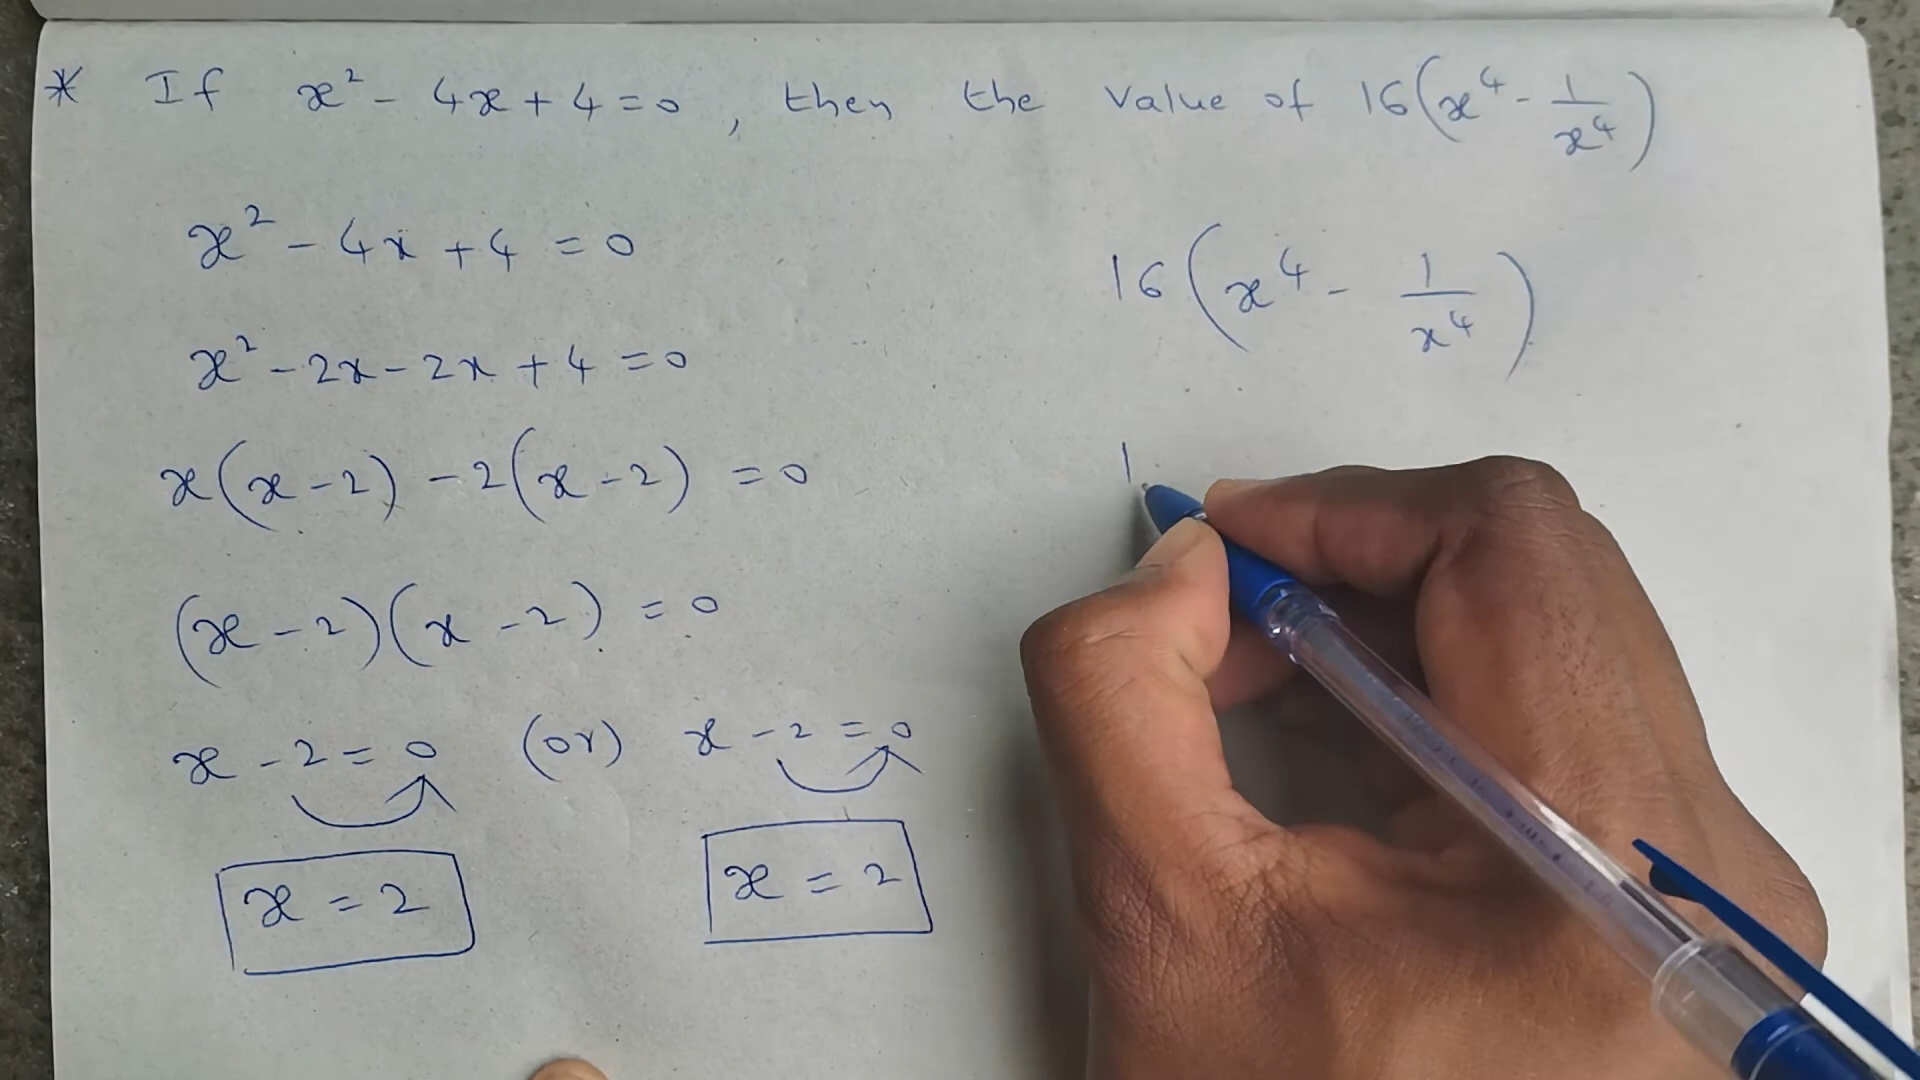 * If x² - 4x + 4 = 0, then the value of 16(x⁴ - 1/x⁴)
x² - 4x + 4 = 0
x² - 2x - 2x + 4 = 0
x(x - 2) - 2(x - 2) = 0
(x - 2)(x - 2) = 0
x - 2 = 0 (or) x - 2 = 0
x = 2 x = 2
16(x⁴ - 1/x⁴)
1